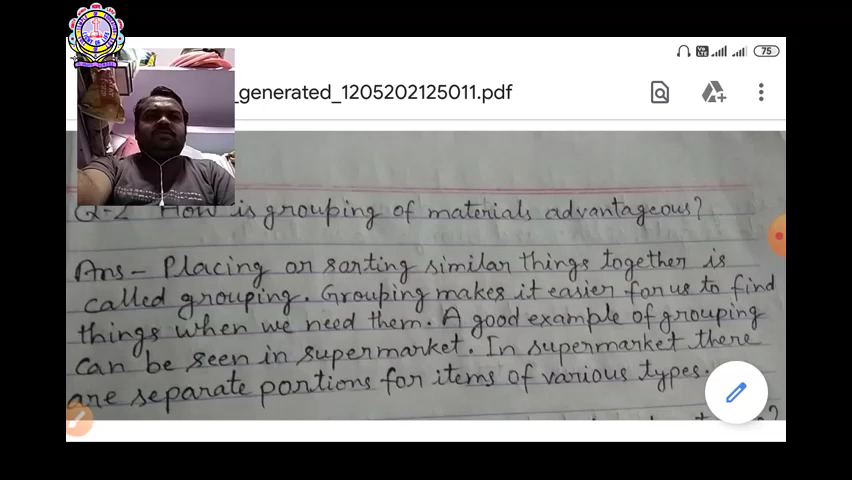 75
_generated_1205202125011.pdf
Q-2 How is grouping of materials advantageous?
Ans- Placing or sorting similar things together is
called grouping. Grouping makes it easier for us to find
things when we need them. A good example of grouping
can be seen in supermarket. In supermarket there
are separate portions for items of various types.